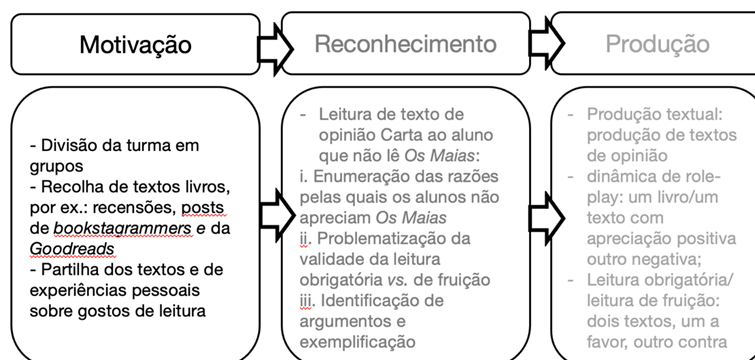 Motivação
Reconhecimento
Produção
- Divisão da turma em
grupos
- Recolha de textos livros,
por ex.: recensões, posts
de bookstagrammers e da
Goodreads
- Partilha dos textos e de
experiências pessoais
sobre gostos de leitura
- Leitura de texto de
opinião Carta ao aluno
que não lê Os Maias:
i. Enumeração das razões
pelas quais os alunos não
apreciam Os Maias
ii. Problematização da
validade da leitura
obrigatória vs. de fruição
iii. Identificação de
argumentos e
exemplificação
- Produção textual:
produção de textos
de opinião
- dinâmica de role-
play: um livro/um
texto com
apreciação positiva
outro negativa;
- Leitura obrigatória/
leitura de fruição:
dois textos, um a
favor, outro contra